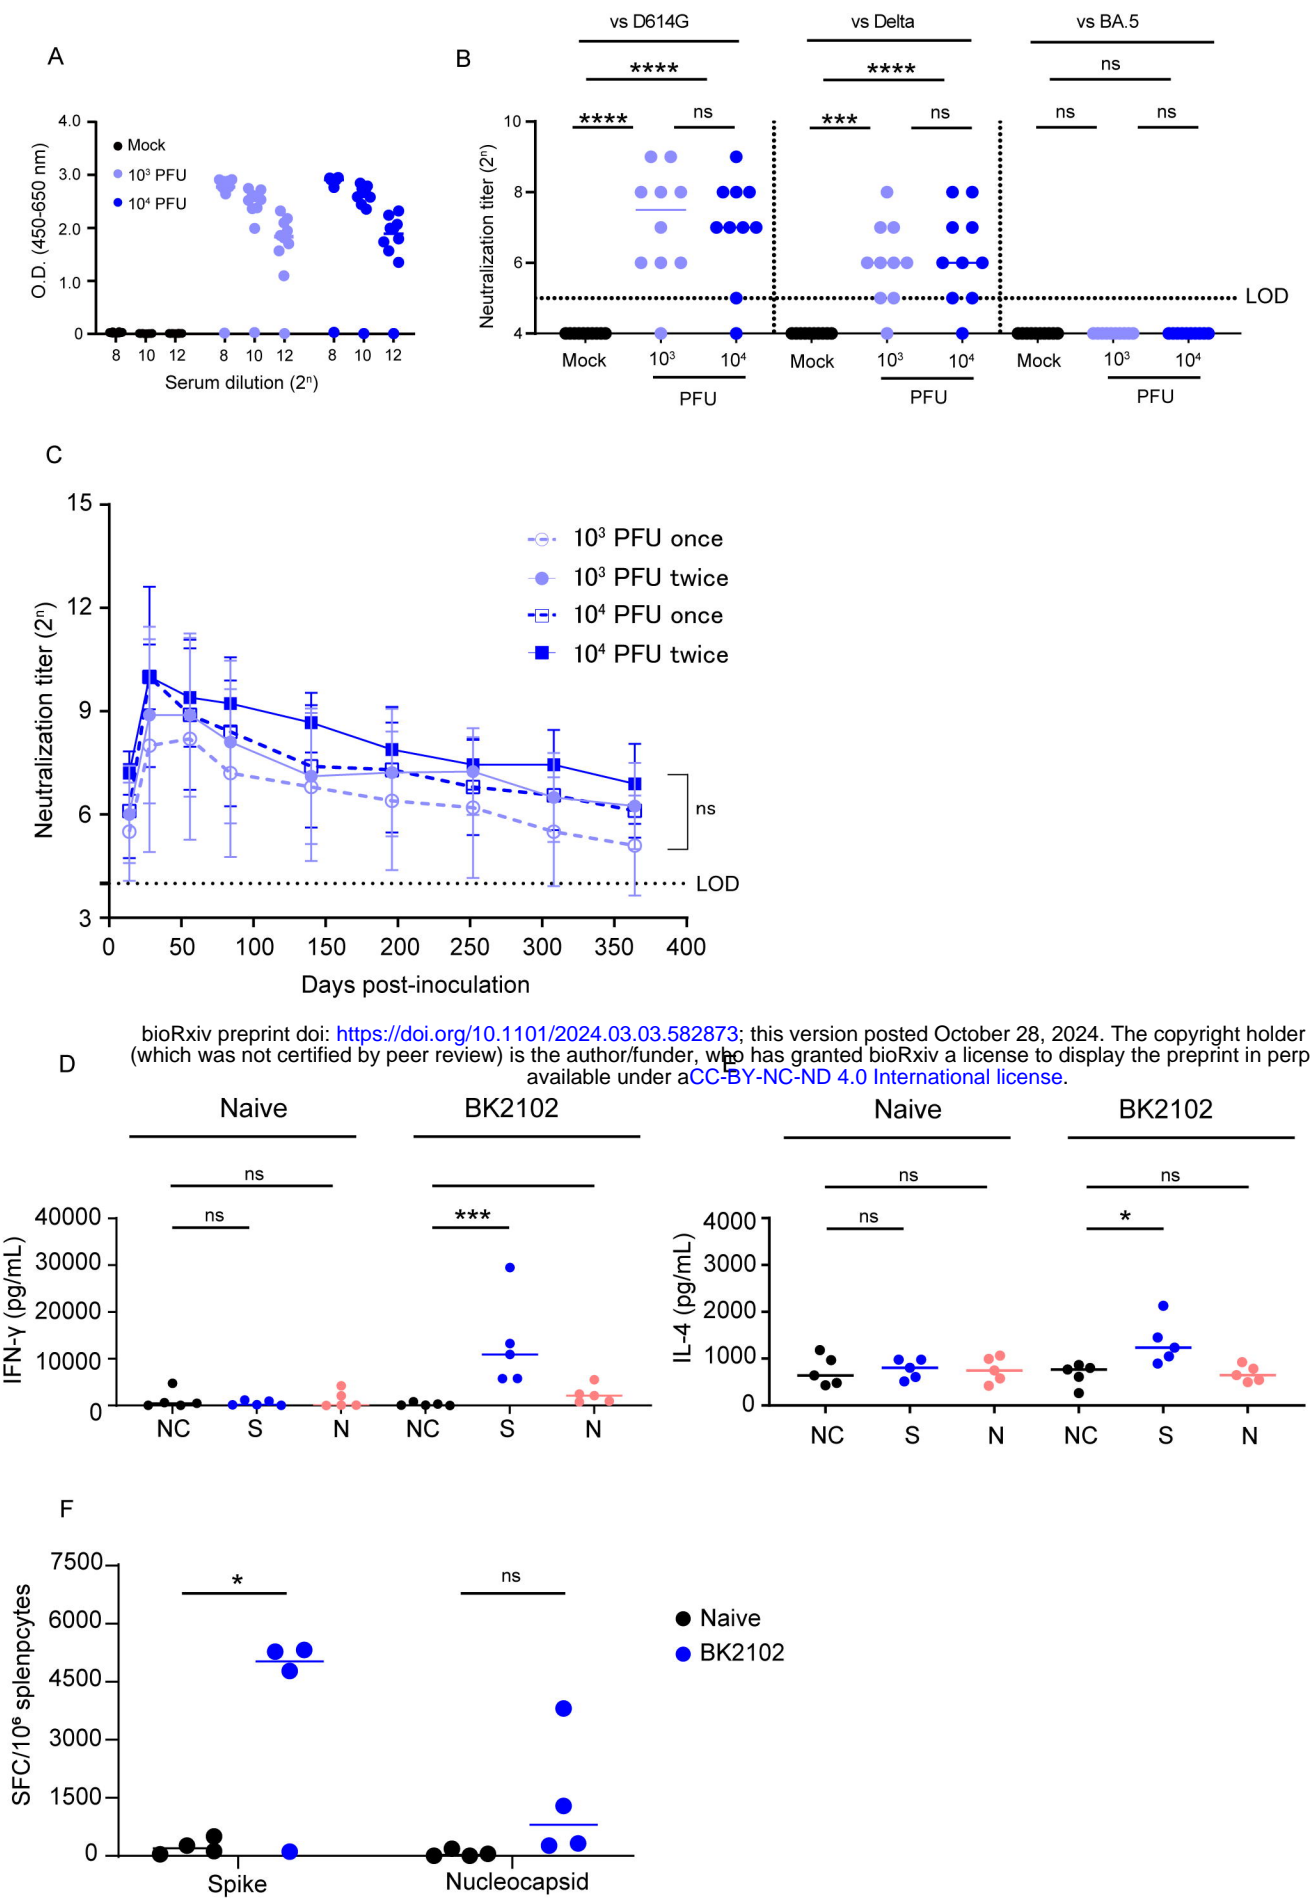 A
4.0
3.0
2.0
1.0
0
O.D. (450-650 nm)
Mock
10³ PFU
10⁴ PFU
8 10 12 8 10 12 8 10 12
Serum dilution (2ⁿ)
B
vs D614G vs Delta vs BA.5
**** **** ns
**** ns *** ns ns ns
10
8
6
4
Neutralization titer (2ⁿ)
LOD
Mock 10³ 10⁴ Mock 10³ 10⁴ Mock 10³ 10⁴
PFU PFU PFU
C
15
12
9
6
3
Neutralization titer (2ⁿ)
10³ PFU once
10³ PFU twice
10⁴ PFU once
10⁴ PFU twice
ns
LOD
0 50 100 150 200 250 300 350 400
Days post-inoculation
bioRxiv preprint doi: https://doi.org/10.1101/2024.03.03.582873; this version posted October 28, 2024. The copyright holder
(which was not certified by peer review) is the author/funder, who has granted bioRxiv a license to display the preprint in perp
available under aCC-BY-NC-ND 4.0 International license.
D
Naive BK2102
ns
ns ***
40000
30000
20000
10000
0
IFN-γ (pg/mL)
NC S N NC S N
E
Naive BK2102
ns ns
ns *
4000
3000
2000
1000
0
IL-4 (pg/mL)
NC S N NC S N
F
7500
6000
4500
3000
1500
0
SFC/10⁶ splenpcytes
* ns
Naive
BK2102
Spike Nucleocapsid